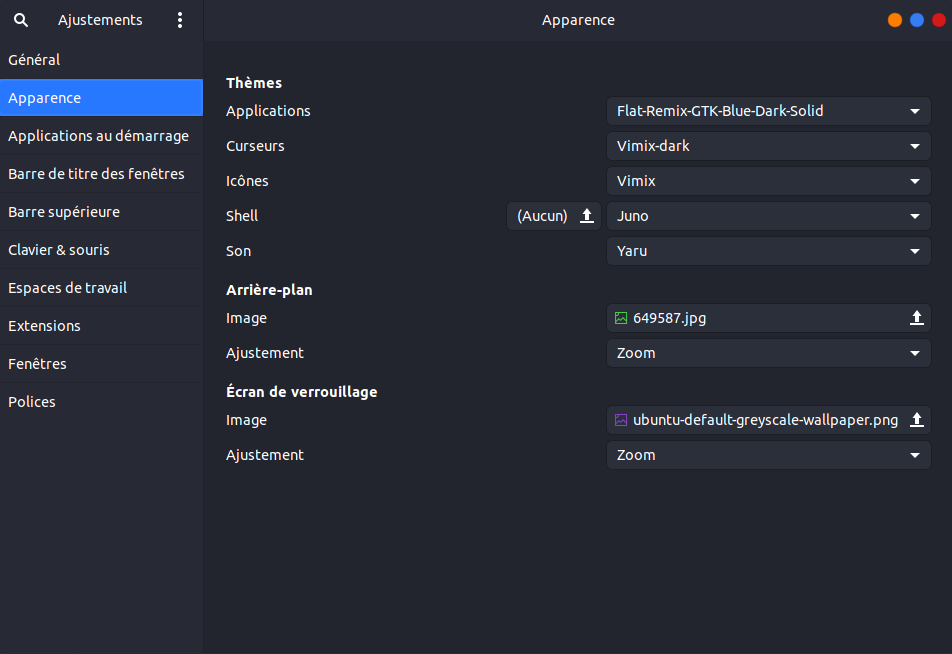 Ajustements
Apparence
Général
Apparence
Applications au démarrage
Barre de titre des fenêtres
Barre supérieure
Clavier & souris
Espaces de travail
Extensions
Fenêtres
Polices
Thèmes
Applications Flat-Remix-GTK-Blue-Dark-Solid
Curseurs Vimix-dark
Icônes Vimix
Shell (Aucun) Juno
Son Yaru
Arrière-plan
Image 649587.jpg
Ajustement Zoom
Écran de verrouillage
Image ubuntu-default-greyscale-wallpaper.png
Ajustement Zoom